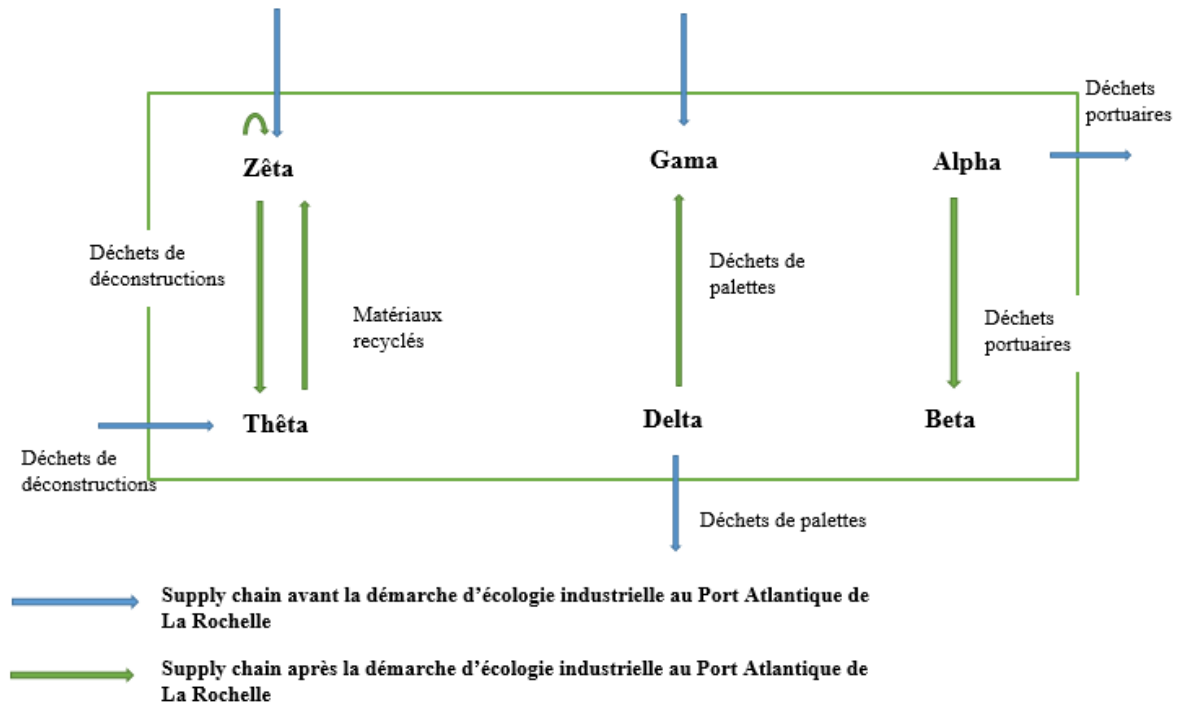 Déchets
portuaires
Zêta
Gama
Alpha
Déchets de
déconstructions
Déchets de
palettes
Matériaux
recyclés
Déchets
portuaires
Thêta
Delta
Beta
Déchets de
déconstructions
Déchets de palettes
Supply chain avant la démarche d'écologie industrielle au Port Atlantique de
La Rochelle
Supply chain après la démarche d'écologie industrielle au Port Atlantique de
La Rochelle